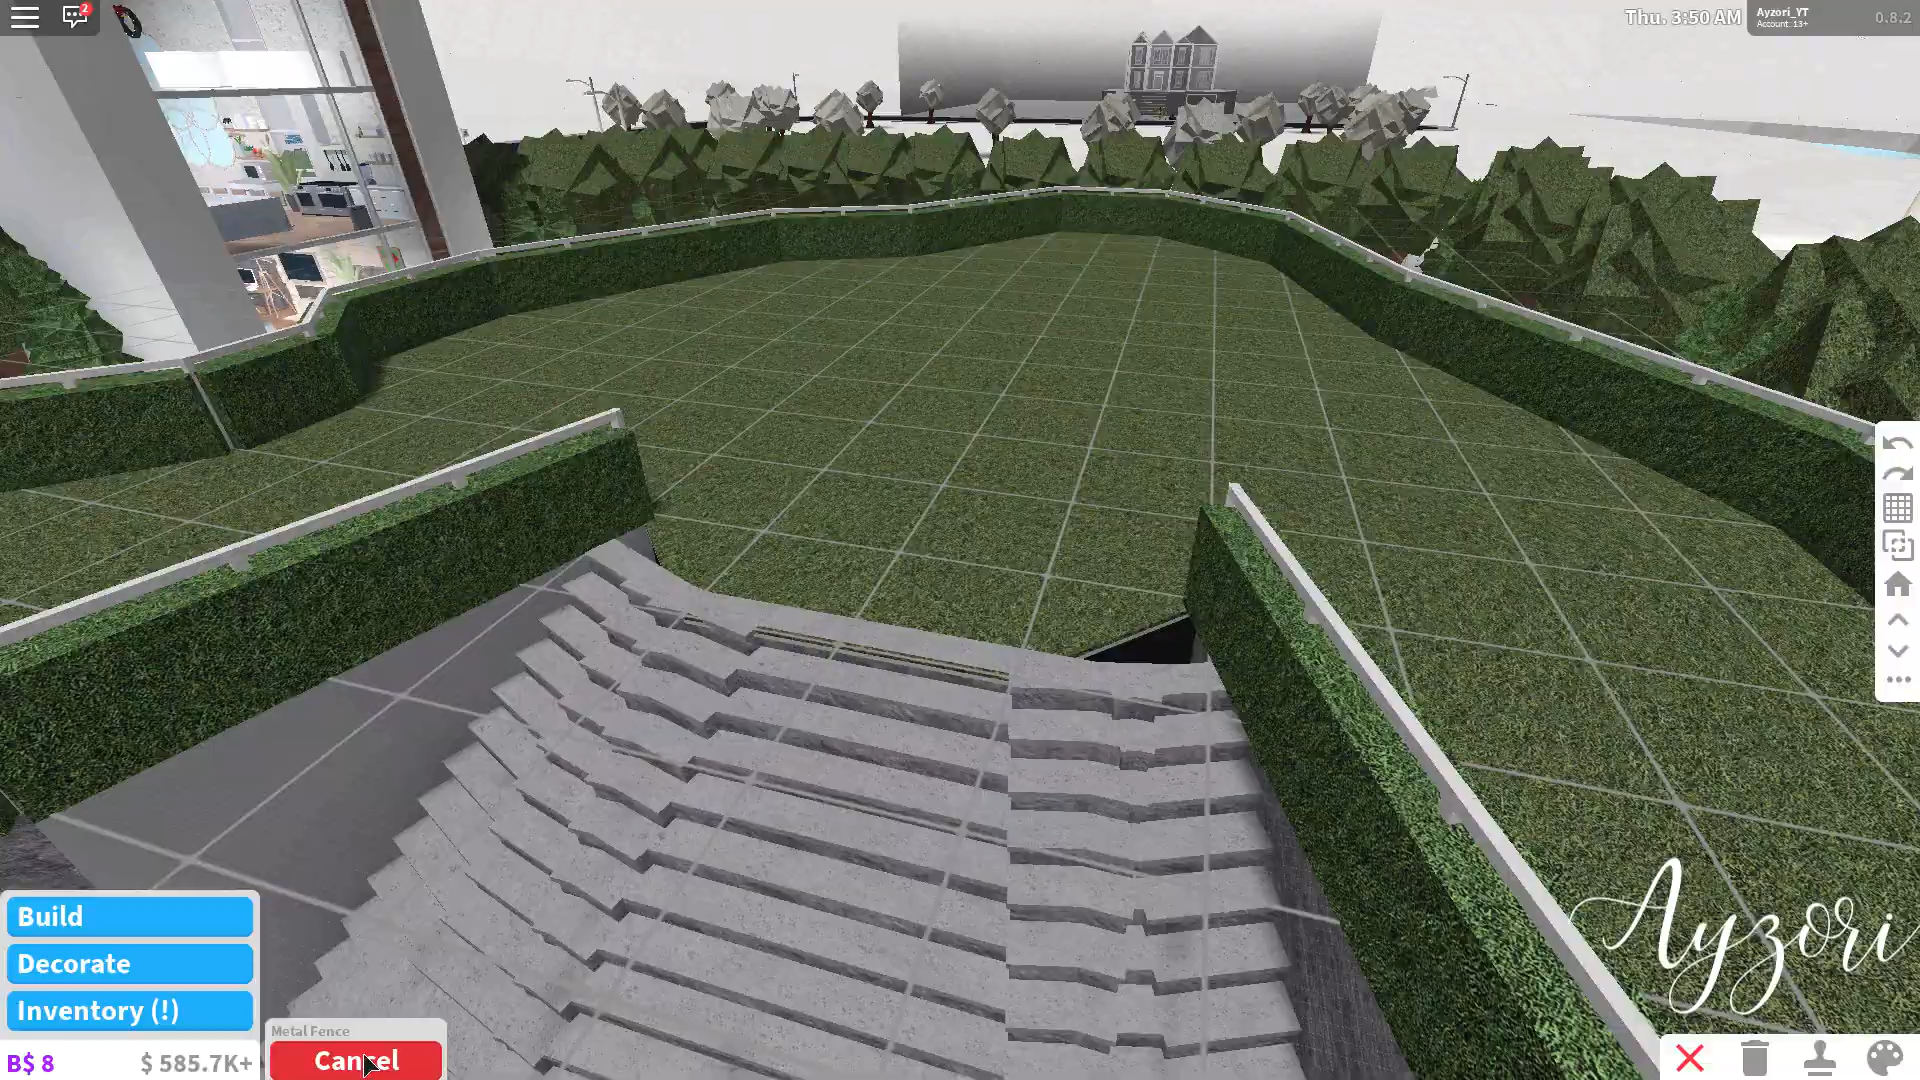 2
Thu. 3:50 AM
Ayzori_YT
Account: 13+
0.8.2
Build
Decorate
Inventory (!)
B$ 8
$ 585.7K+
Metal Fence
Cancel
Ayzori